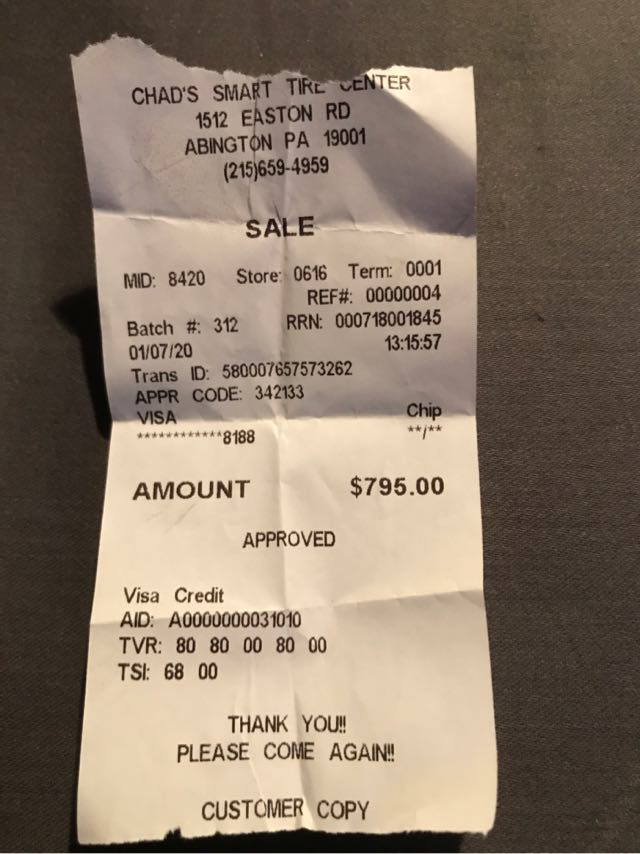 CHAD'S SMART TIRE CENTER
1512 EASTON RD
ABINGTON PA 19001
(215)659-4959
SALE
MID: 8420 Store: 0616 Term: 0001
REF#: 00000004
Batch #: 312 RRN: 000718001845
01/07/20 13:15:57
Trans ID: 580007657573262
APPR CODE: 342133
VISA Chip
************8188 **/**
AMOUNT $795.00
APPROVED
Visa Credit
AID: A0000000031010
TVR: 80 80 00 80 00
TSI: 68 00
THANK YOU!!
PLEASE COME AGAIN!!
CUSTOMER COPY